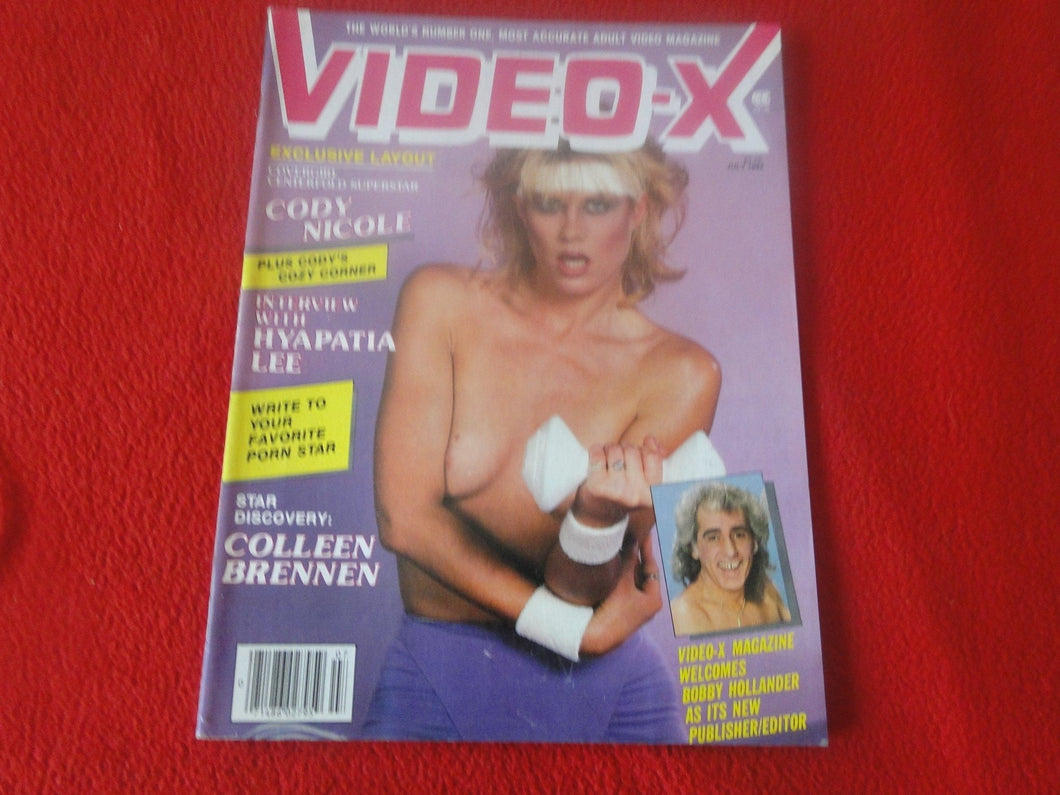 THE WORLD'S NUMBER ONE, MOST ACCURATE ADULT VIDEO MAGAZINE
VIDEO-X
EXCLUSIVE LAYOUT
COVERGIRL
CENTERFOLD SUPERSTAR
CODY
NICOLE
PLUS CODY'S
COZY CORNER
INTERVIEW
WITH
HYAPATIA
LEE
WRITE TO
YOUR
FAVORITE
PORN STAR
STAR
DISCOVERY:
COLLEEN
BRENNEN
VIDEO-X MAGAZINE
WELCOMES
BOBBY HOLLANDER
AS ITS NEW
PUBLISHER/EDITOR